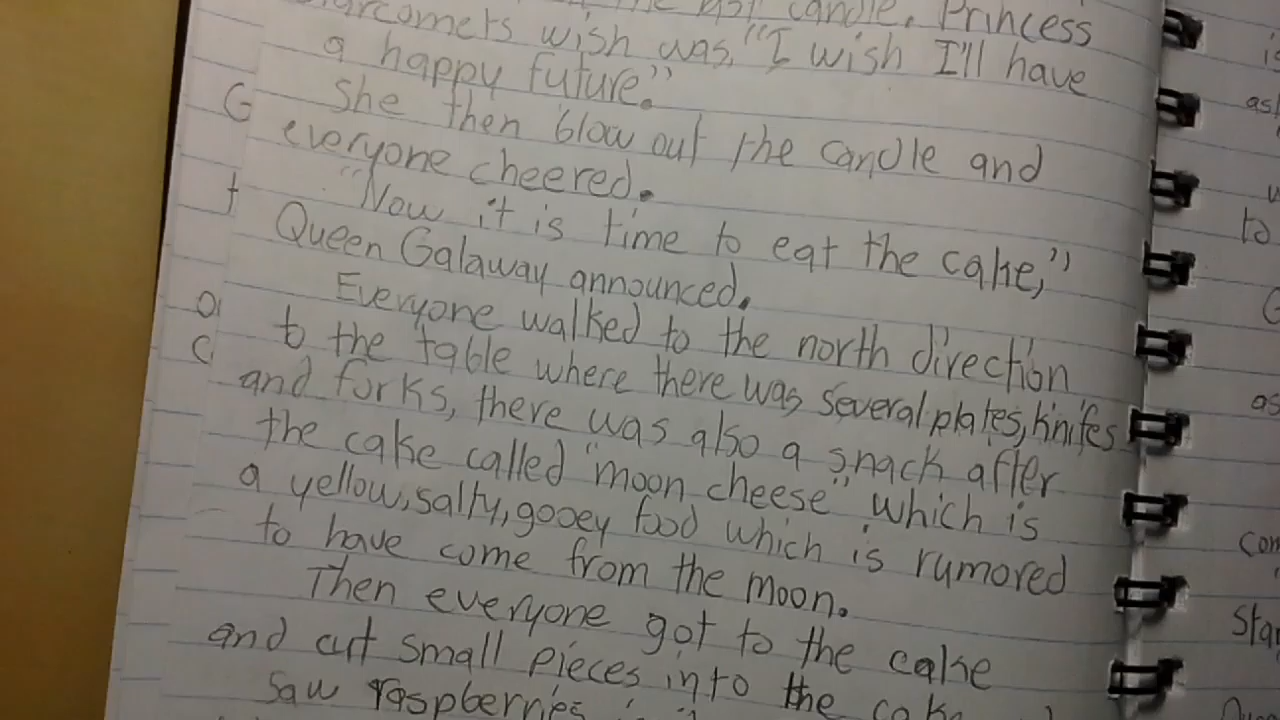 candle. Princess
wish was, "I wish I'll have
a happy future."
She then blow out the candle and
everyone cheered.
"Now it is time to eat the cake,"
Queen Galaway announced.
Everyone walked to the north direction
to the table where there was several plates, knifes
and forks, there was also a snack after
the cake called "moon cheese" which is
a yellow, salty, gooey food which is rumored
to have come from the moon.
Then everyone got to the cake
and cut small pieces into the cake
saw raspberries